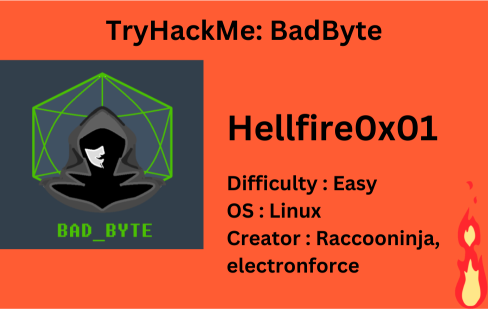 TryHackMe: BadByte
BAD_BYTE
Hellfire0x01
Difficulty : Easy
OS : Linux
Creator : Raccooninja,
electronforce